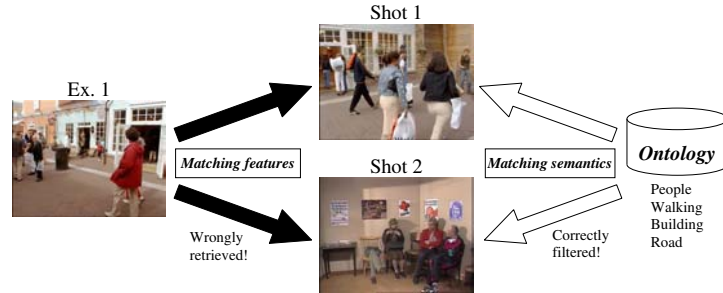 Shot 1
Ex. 1
Matching features
Matching semantics
Ontology
Shot 2
People
Walking
Building
Road
Wrongly
retrieved!
Correctly
filtered!